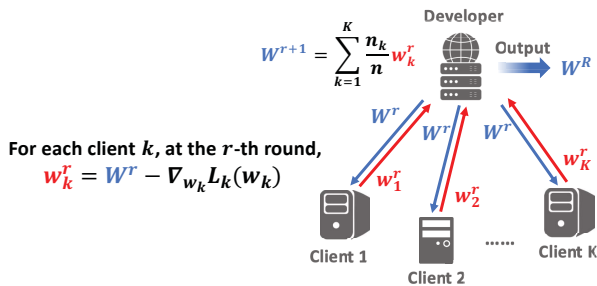 Developer
W^{r+1} = \sum_{k=1}^{K} \frac{n_k}{n} w_k^r
Output
W^R
W^r
W^r
W^r
For each client k, at the r-th round,
w_k^r = W^r − ∇_{w_k} L_k(w_k)
w_1^r
w_2^r
w_K^r
Client 1
Client 2
......
Client K